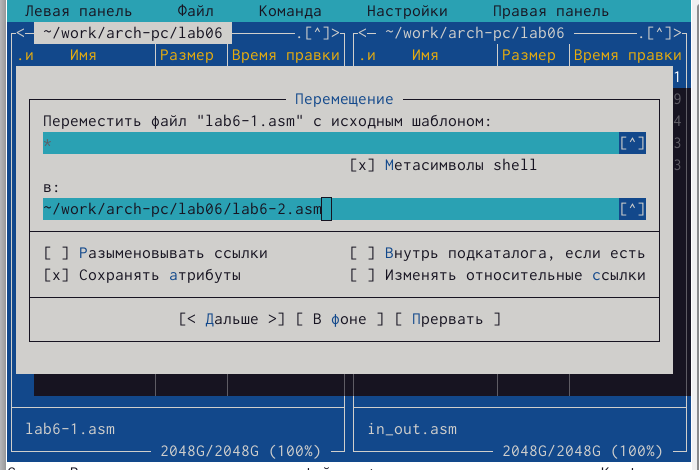 Левая панель Файл Команда Настройки Правая панель
<─ ~/work/arch-pc/lab06 ─.[^]> <─ ~/work/arch-pc/lab06 ─.[^]>
.и Имя Размер Время правки .и Имя Размер Время правки
1
Перемещение
9
Переместить файл "lab6-1.asm" с исходным шаблоном:
4
* [^]
3
[x] Метасимволы shell
3
в:
~/work/arch-pc/lab06/lab6-2.asm [^]
[ ] Разыменовывать ссылки [ ] Внутрь подкаталога, если есть
[x] Сохранять атрибуты [ ] Изменять относительные ссылки
[< Дальше >] [ В фоне ] [ Прервать ]
lab6-1.asm in_out.asm
2048G/2048G (100%) 2048G/2048G (100%)